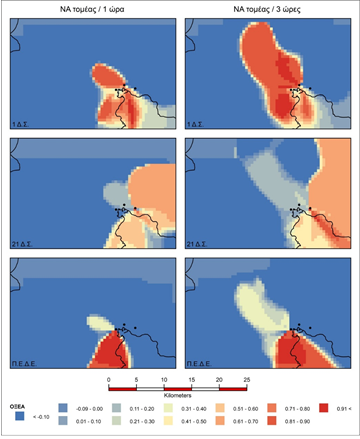 ΝΑ τομέας / 1 ώρα
ΝΑ τομέας / 3 ώρες
1 Δ.Σ.
1 Δ.Σ.
21 Δ.Σ.
21 Δ.Σ.
Π.Ε.Δ.Ε.
Π.Ε.Δ.Ε.
0 5 10 15 20 25
Kilometers
ΟΞΕΑ
< -0.10
-0.09 - 0.00
0.11 - 0.20
0.31 - 0.40
0.51 - 0.60
0.71 - 0.80
0.91 <
0.01 - 0.10
0.21 - 0.30
0.41 - 0.50
0.61 - 0.70
0.81 - 0.90